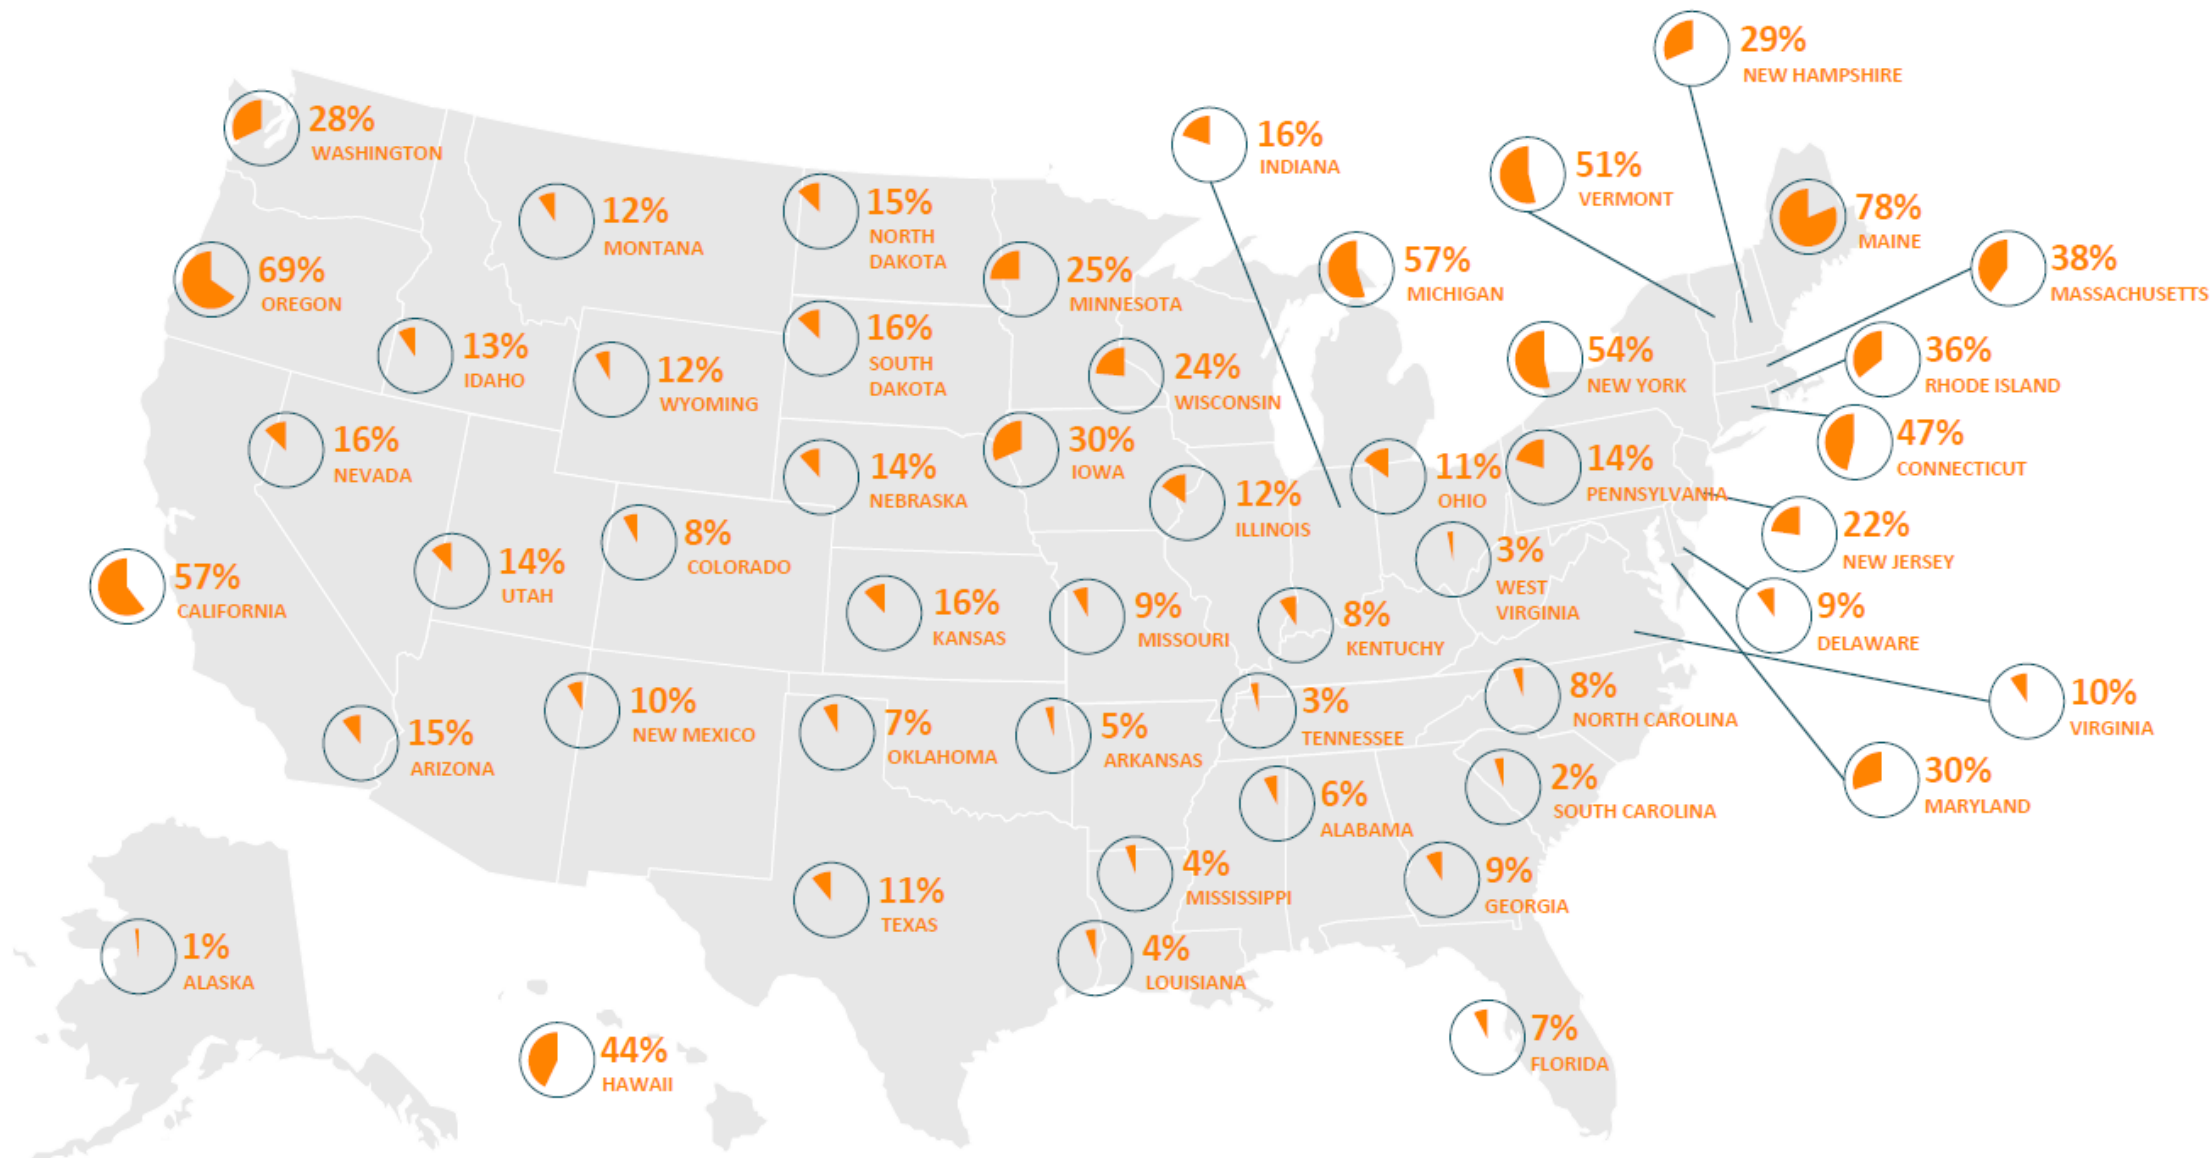 29%
NEW HAMPSHIRE
28%
WASHINGTON
16%
INDIANA
51%
VERMONT
12%
MONTANA
15%
NORTH
DAKOTA
78%
MAINE
69%
OREGON
25%
MINNESOTA
57%
MICHIGAN
38%
MASSACHUSETTS
13%
IDAHO
12%
WYOMING
16%
SOUTH
DAKOTA
24%
WISCONSIN
54%
NEW YORK
36%
RHODE ISLAND
16%
NEVADA
14%
NEBRASKA
30%
IOWA
12%
ILLINOIS
11%
OHIO
14%
PENNSYLVANIA
47%
CONNECTICUT
57%
CALIFORNIA
14%
UTAH
8%
COLORADO
16%
KANSAS
9%
MISSOURI
8%
KENTUCHY
3%
WEST
VIRGINIA
22%
NEW JERSEY
9%
DELAWARE
15%
ARIZONA
10%
NEW MEXICO
7%
OKLAHOMA
5%
ARKANSAS
3%
TENNESSEE
8%
NORTH CAROLINA
10%
VIRGINIA
6%
ALABAMA
2%
SOUTH CAROLINA
30%
MARYLAND
11%
TEXAS
4%
MISSISSIPPI
9%
GEORGIA
1%
ALASKA
4%
LOUISIANA
44%
HAWAII
7%
FLORIDA